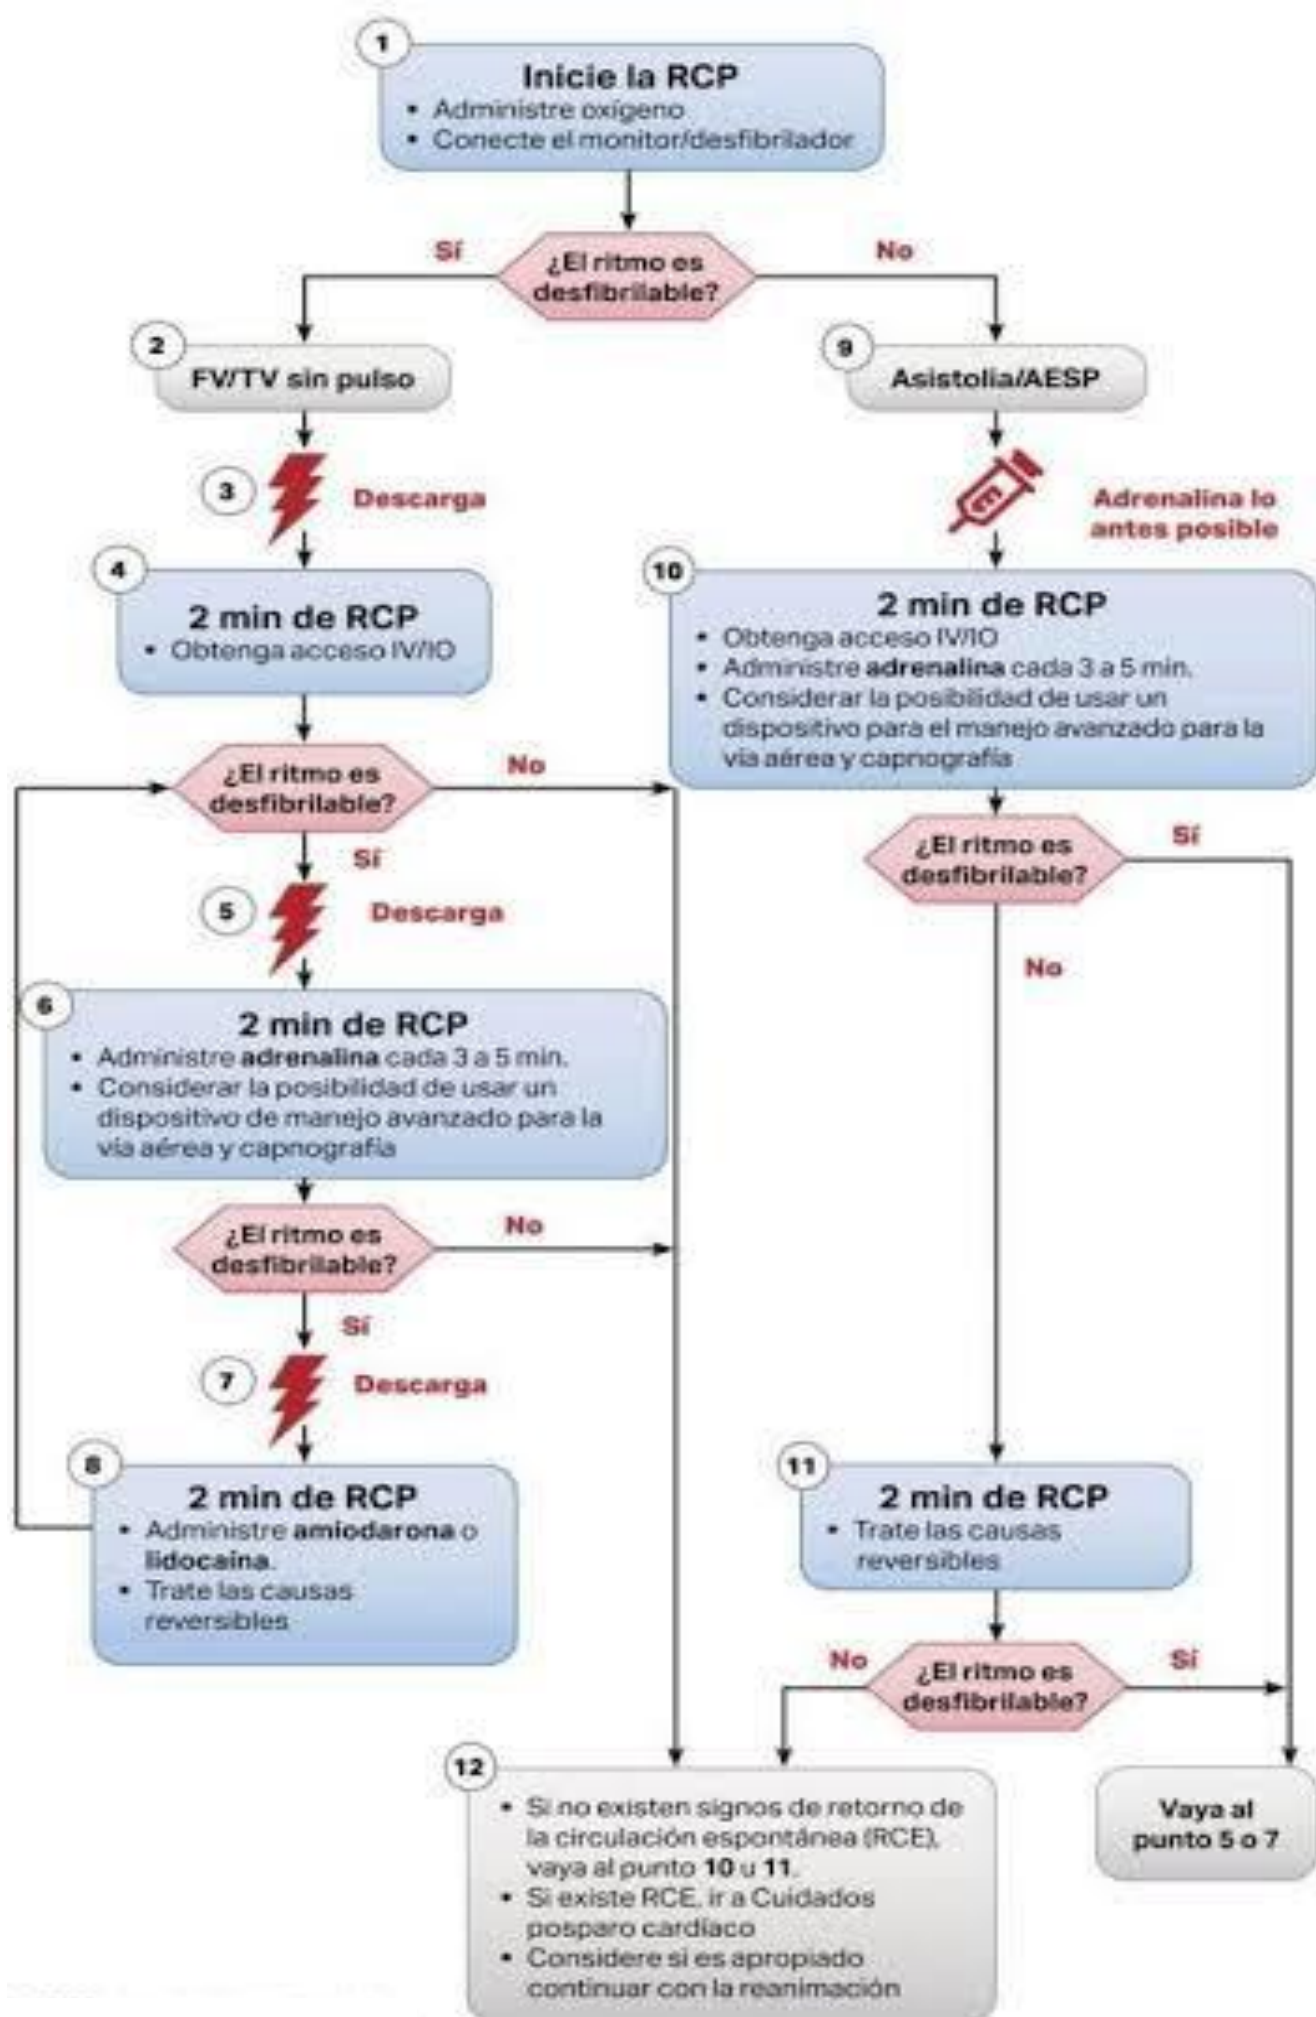 1
Inicie la RCP
• Administre oxígeno
• Conecte el monitor/desfibrilador
Sí
¿El ritmo es
desfibrilable?
No
2
FV/TV sin pulso
9
Asistolia/AESP
3
Descarga
Adrenalina lo
antes posible
4
2 min de RCP
• Obtenga acceso IV/IO
10
2 min de RCP
• Obtenga acceso IV/IO
• Administre adrenalina cada 3 a 5 min.
• Considerar la posibilidad de usar un
dispositivo para el manejo avanzado para la
vía aérea y capnografía
¿El ritmo es
desfibrilable?
No
Sí
¿El ritmo es
desfibrilable?
Sí
No
5
Descarga
6
2 min de RCP
• Administre adrenalina cada 3 a 5 min.
• Considerar la posibilidad de usar un
dispositivo de manejo avanzado para la
vía aérea y capnografía
¿El ritmo es
desfibrilable?
No
Sí
7
Descarga
8
2 min de RCP
• Administre amiodarona o
lidocaína.
• Trate las causas
reversibles
11
2 min de RCP
• Trate las causas
reversibles
No
¿El ritmo es
desfibrilable?
Sí
12
• Si no existen signos de retorno de
la circulación espontánea (RCE),
vaya al punto 10 u 11.
• Si existe RCE, ir a Cuidados
posparo cardíaco
• Considere si es apropiado
continuar con la reanimación
Vaya al
punto 5 o 7